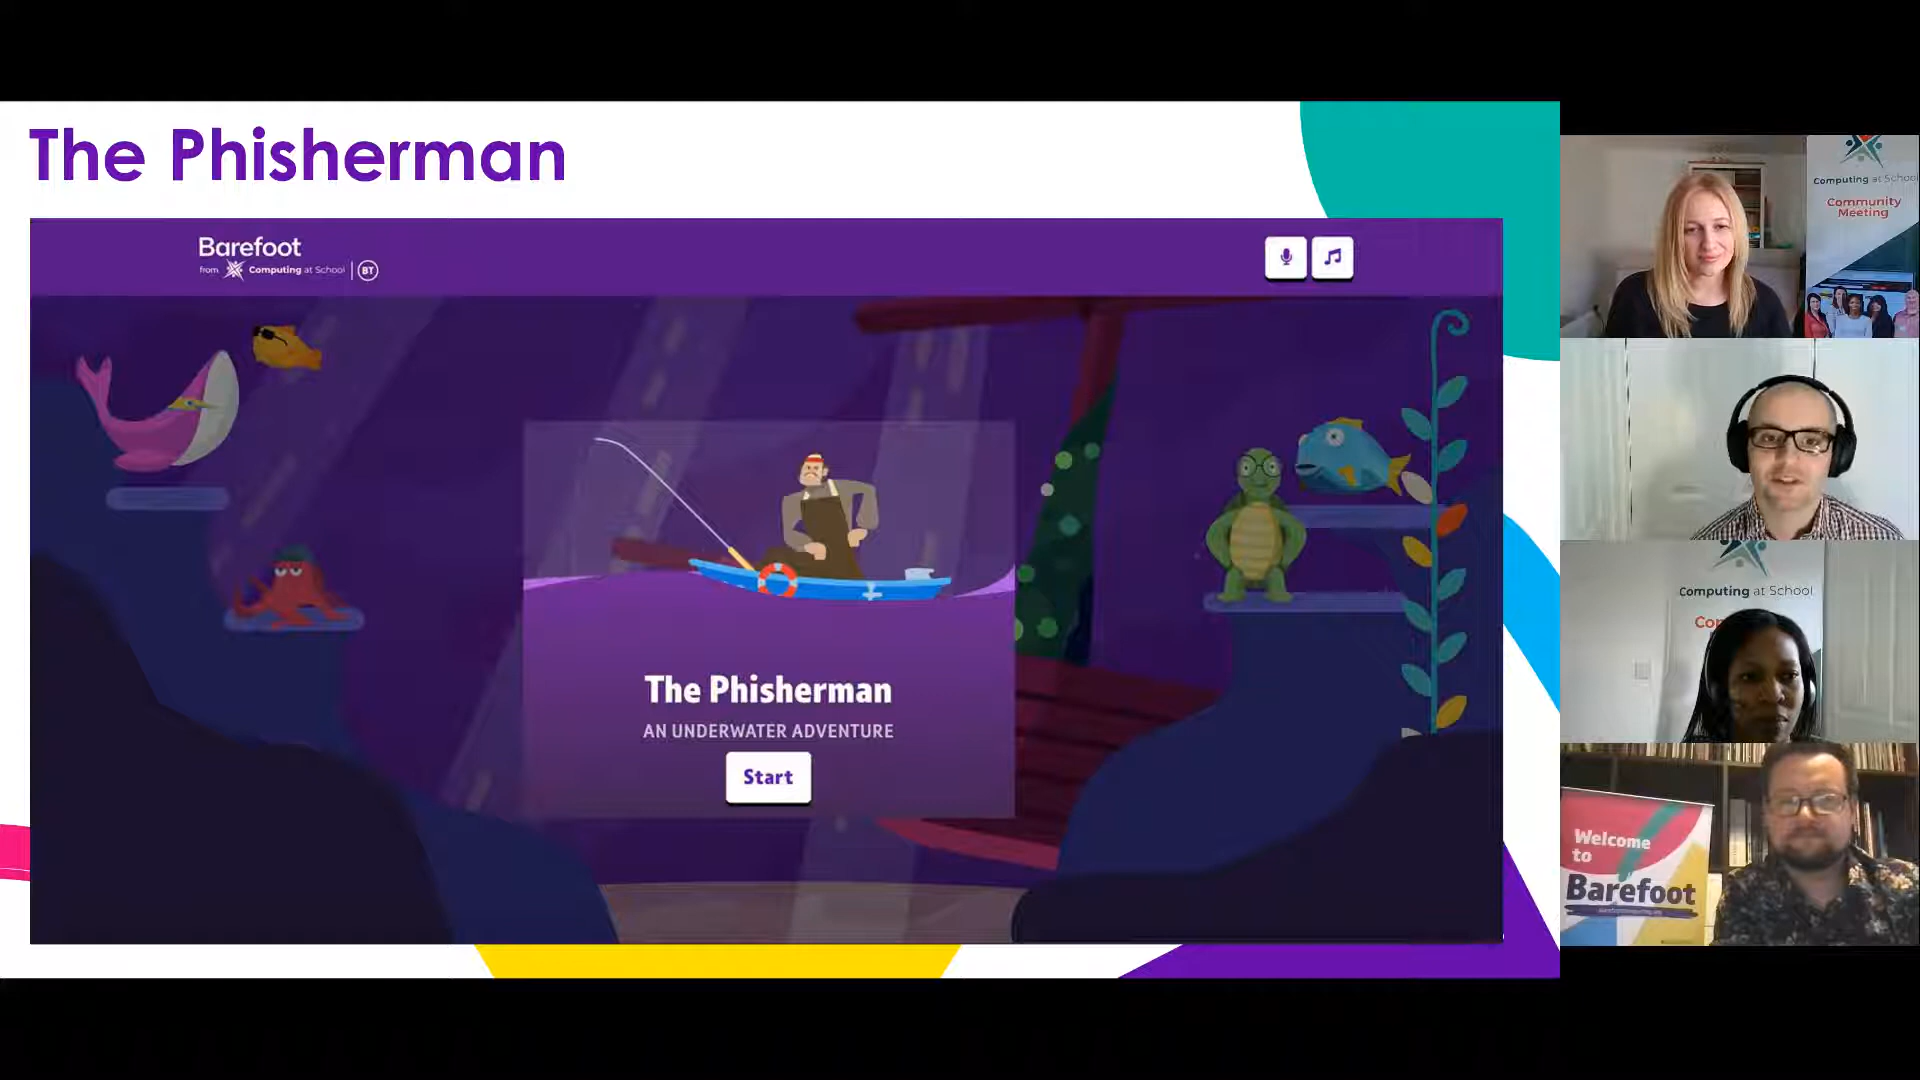 The Phisherman
Barefoot
from Computing at School | BT
The Phisherman
AN UNDERWATER ADVENTURE
Start
Computing at School
Community
Meeting
Computing at School
Welcome
to
Barefoot